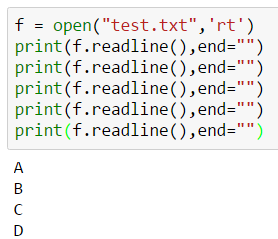 f = open("test.txt",'rt')
print(f.readline(),end="")
print(f.readline(),end="")
print(f.readline(),end="")
print(f.readline(),end="")
print(f.readline(),end="")
A
B
C
D